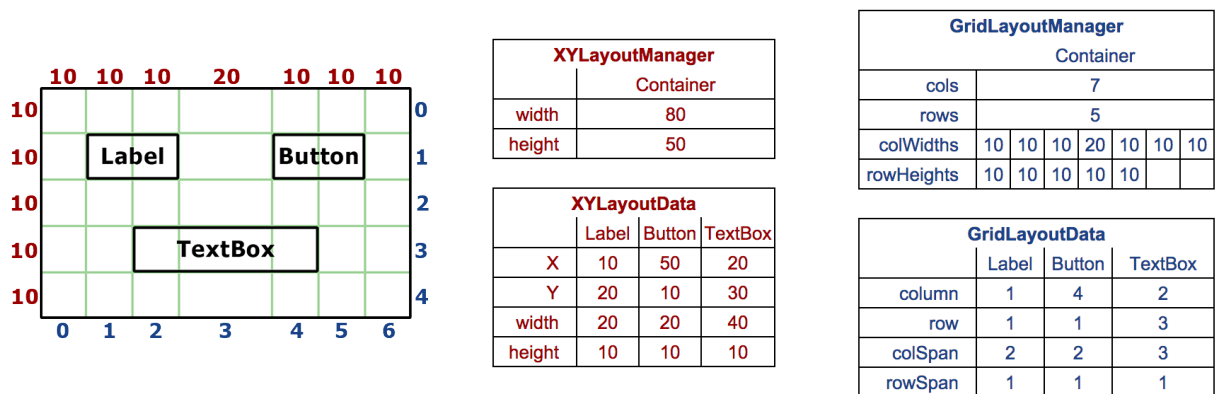 10 10 10 20 10 10 10
10 0
10 Label Button 1
10 2
10 TextBox 3
10 4
0 1 2 3 4 5 6
XYLayoutManager
Container
width 80
height 50
XYLayoutData
Label Button TextBox
X 10 50 20
Y 20 10 30
width 20 20 40
height 10 10 10
GridLayoutManager
Container
cols 7
rows 5
colWidths 10 10 10 20 10 10 10
rowHeights 10 10 10 10 10
GridLayoutData
Label Button TextBox
column 1 4 2
row 1 1 3
colSpan 2 2 3
rowSpan 1 1 1